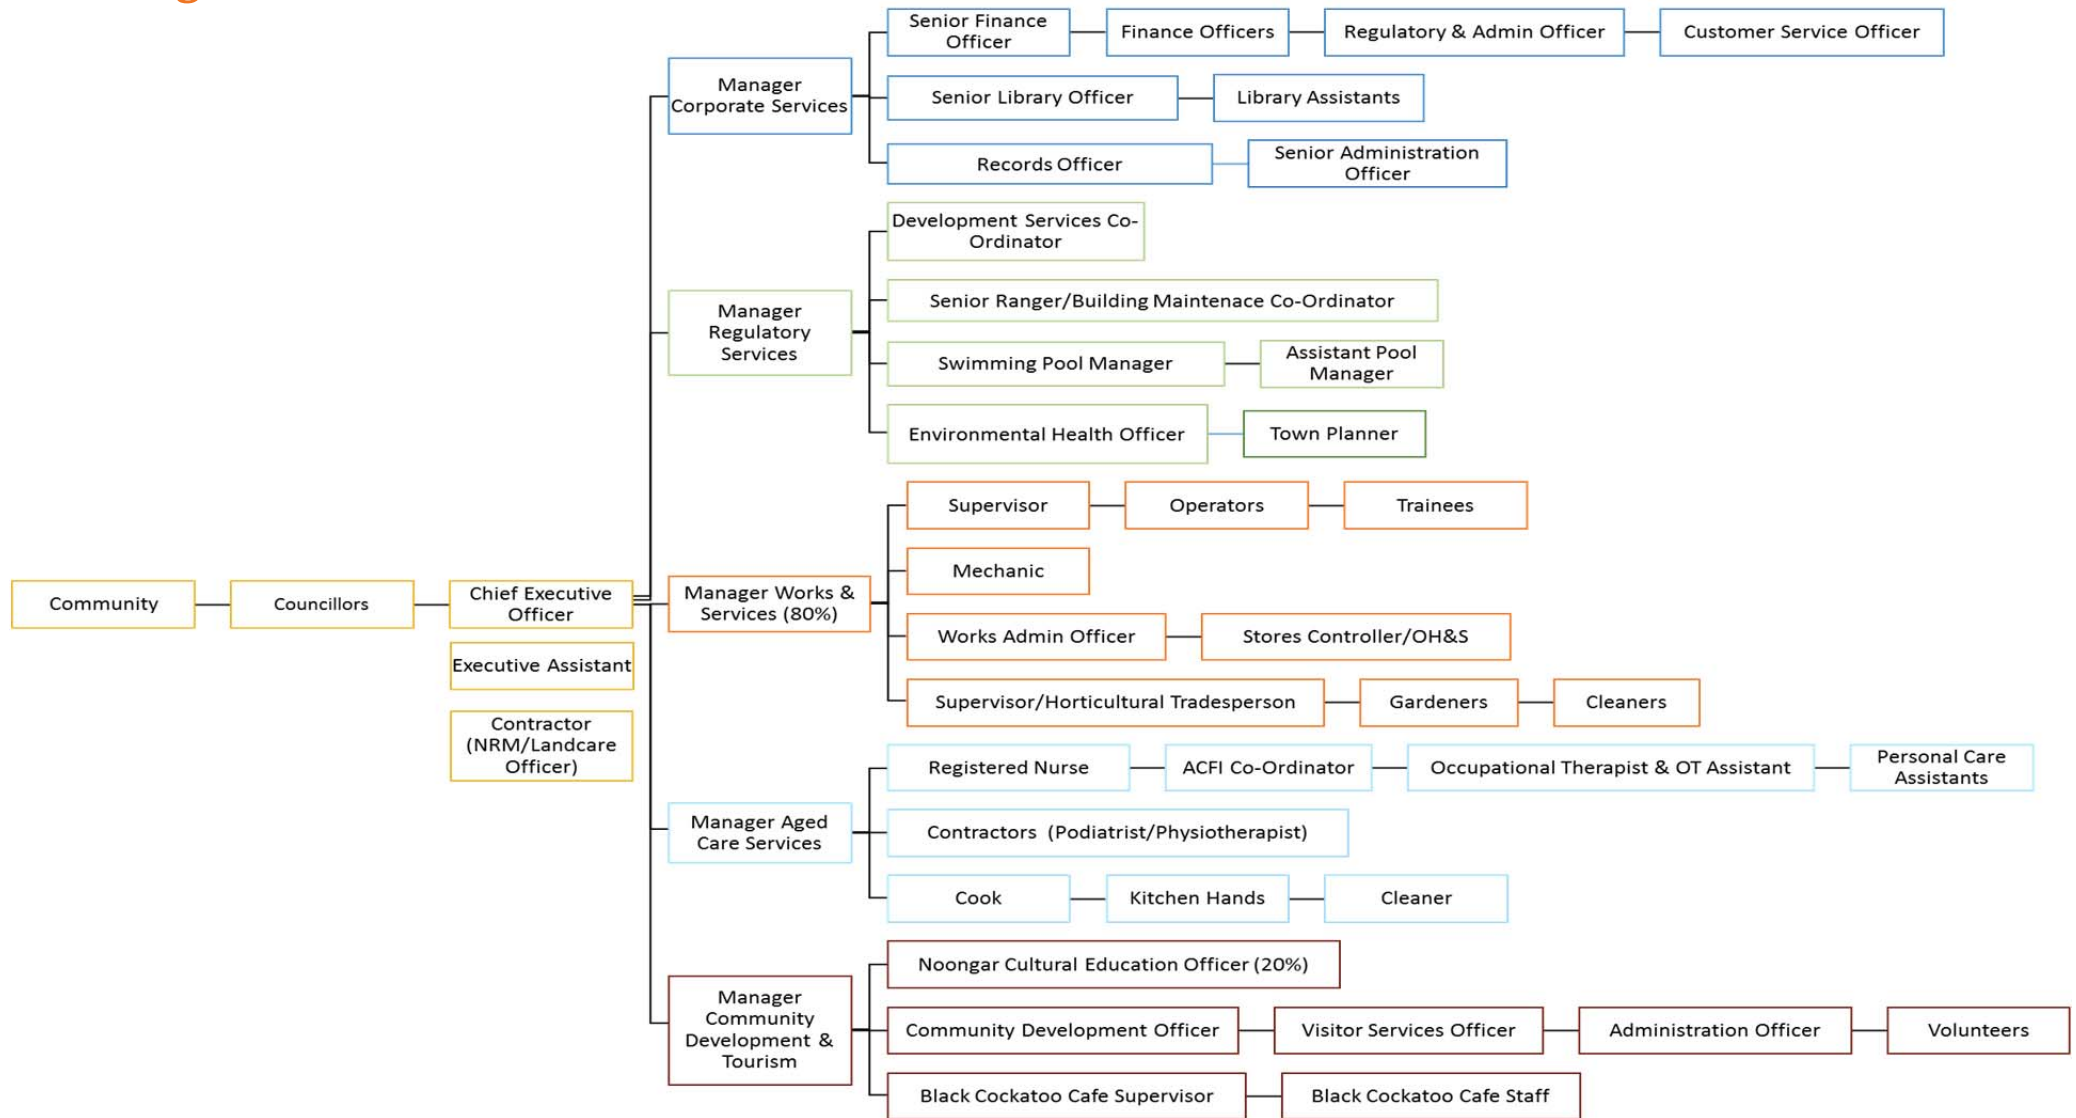 Senior Finance
Officer
Finance Officers
Regulatory & Admin Officer
Customer Service Officer
Manager
Corporate Services
Senior Library Officer
Library Assistants
Records Officer
Senior Administration
Officer
Development Services Co-
Ordinator
Manager
Regulatory
Services
Senior Ranger/Building Maintenace Co-Ordinator
Swimming Pool Manager
Assistant Pool
Manager
Environmental Health Officer
Town Planner
Supervisor
Operators
Trainees
Mechanic
Community
Councillors
Chief Executive
Officer
Manager Works &
Services (80%)
Works Admin Officer
Stores Controller/OH&S
Executive Assistant
Supervisor/Horticultural Tradesperson
Gardeners
Cleaners
Contractor
(NRM/Landcare
Officer)
Registered Nurse
ACFI Co-Ordinator
Occupational Therapist & OT Assistant
Personal Care
Assistants
Manager Aged
Care Services
Contractors (Podiatrist/Physiotherapist)
Cook
Kitchen Hands
Cleaner
Noongar Cultural Education Officer (20%)
Manager
Community
Development &
Tourism
Community Development Officer
Visitor Services Officer
Administration Officer
Volunteers
Black Cockatoo Cafe Supervisor
Black Cockatoo Cafe Staff